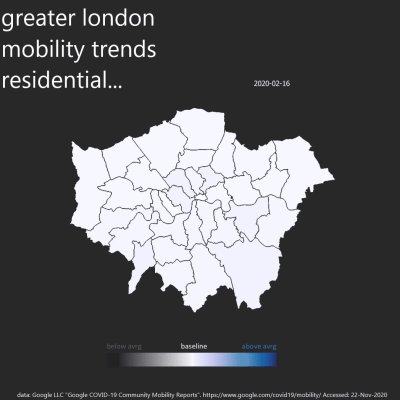 greater london
mobility trends
residential...
2020-02-16
below avrg baseline above avrg
data: Google LLC "Google COVID-19 Community Mobility Reports". https://www.google.com/covid19/mobility/ Accessed: 22-Nov-2020